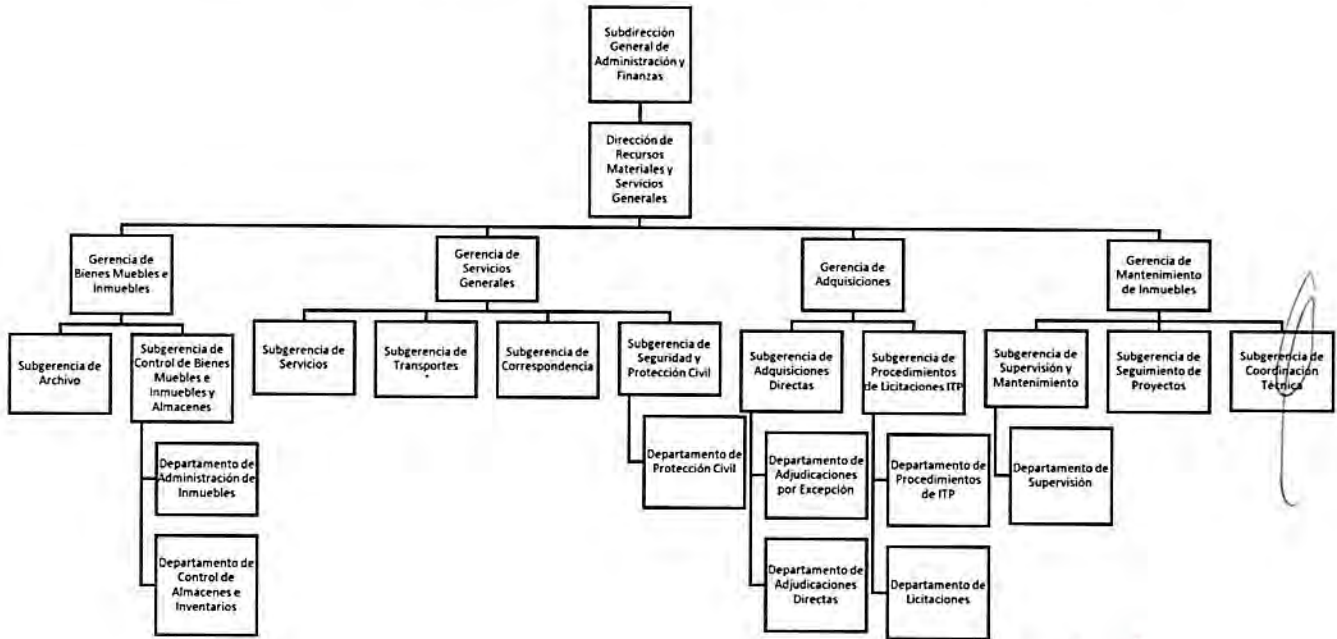 Subdirección
General de
Administración y
Finanzas
Dirección de
Recursos
Materiales y
Servicios
Generales
Gerencia de
Bienes Muebles e
Inmuebles
Gerencia de
Servicios
Generales
Gerencia de
Adquisiciones
Gerencia de
Mantenimiento
de Inmuebles
Subgerencia de
Archivo
Subgerencia de
Control de Bienes
Muebles e
Inmuebles y
Almacenes
Subgerencia de
Servicios
Subgerencia de
Transportes
Subgerencia de
Correspondencia
Subgerencia de
Seguridad y
Protección Civil
Subgerencia de
Adquisiciones
Directas
Subgerencia de
Procedimientos
de Licitaciones ITP
Subgerencia de
Supervisión y
Mantenimiento
Subgerencia de
Seguimiento de
Proyectos
Subgerencia de
Coordinación
Técnica
Departamento de
Administración de
Inmuebles
Departamento de
Control de
Almacenes e
Inventarios
Departamento de
Protección Civil
Departamento de
Adjudicaciones
por Excepción
Departamento de
Adjudicaciones
Directas
Departamento de
Procedimientos
de ITP
Departamento de
Licitaciones
Departamento de
Supervisión